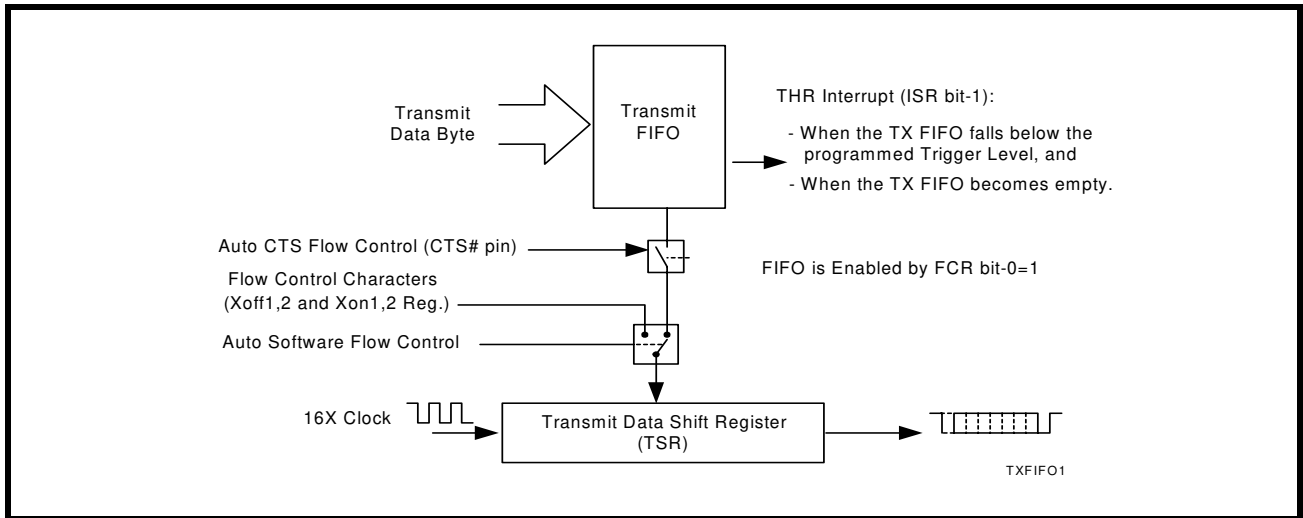 Transmit
Data Byte
Transmit
FIFO
THR Interrupt (ISR bit-1):
- When the TX FIFO falls below the
programmed Trigger Level, and
- When the TX FIFO becomes empty.
Auto CTS Flow Control (CTS# pin)
Flow Control Characters
(Xoff1,2 and Xon1,2 Reg.)
Auto Software Flow Control
FIFO is Enabled by FCR bit-0=1
16X Clock
Transmit Data Shift Register
(TSR)
TXFIFO1